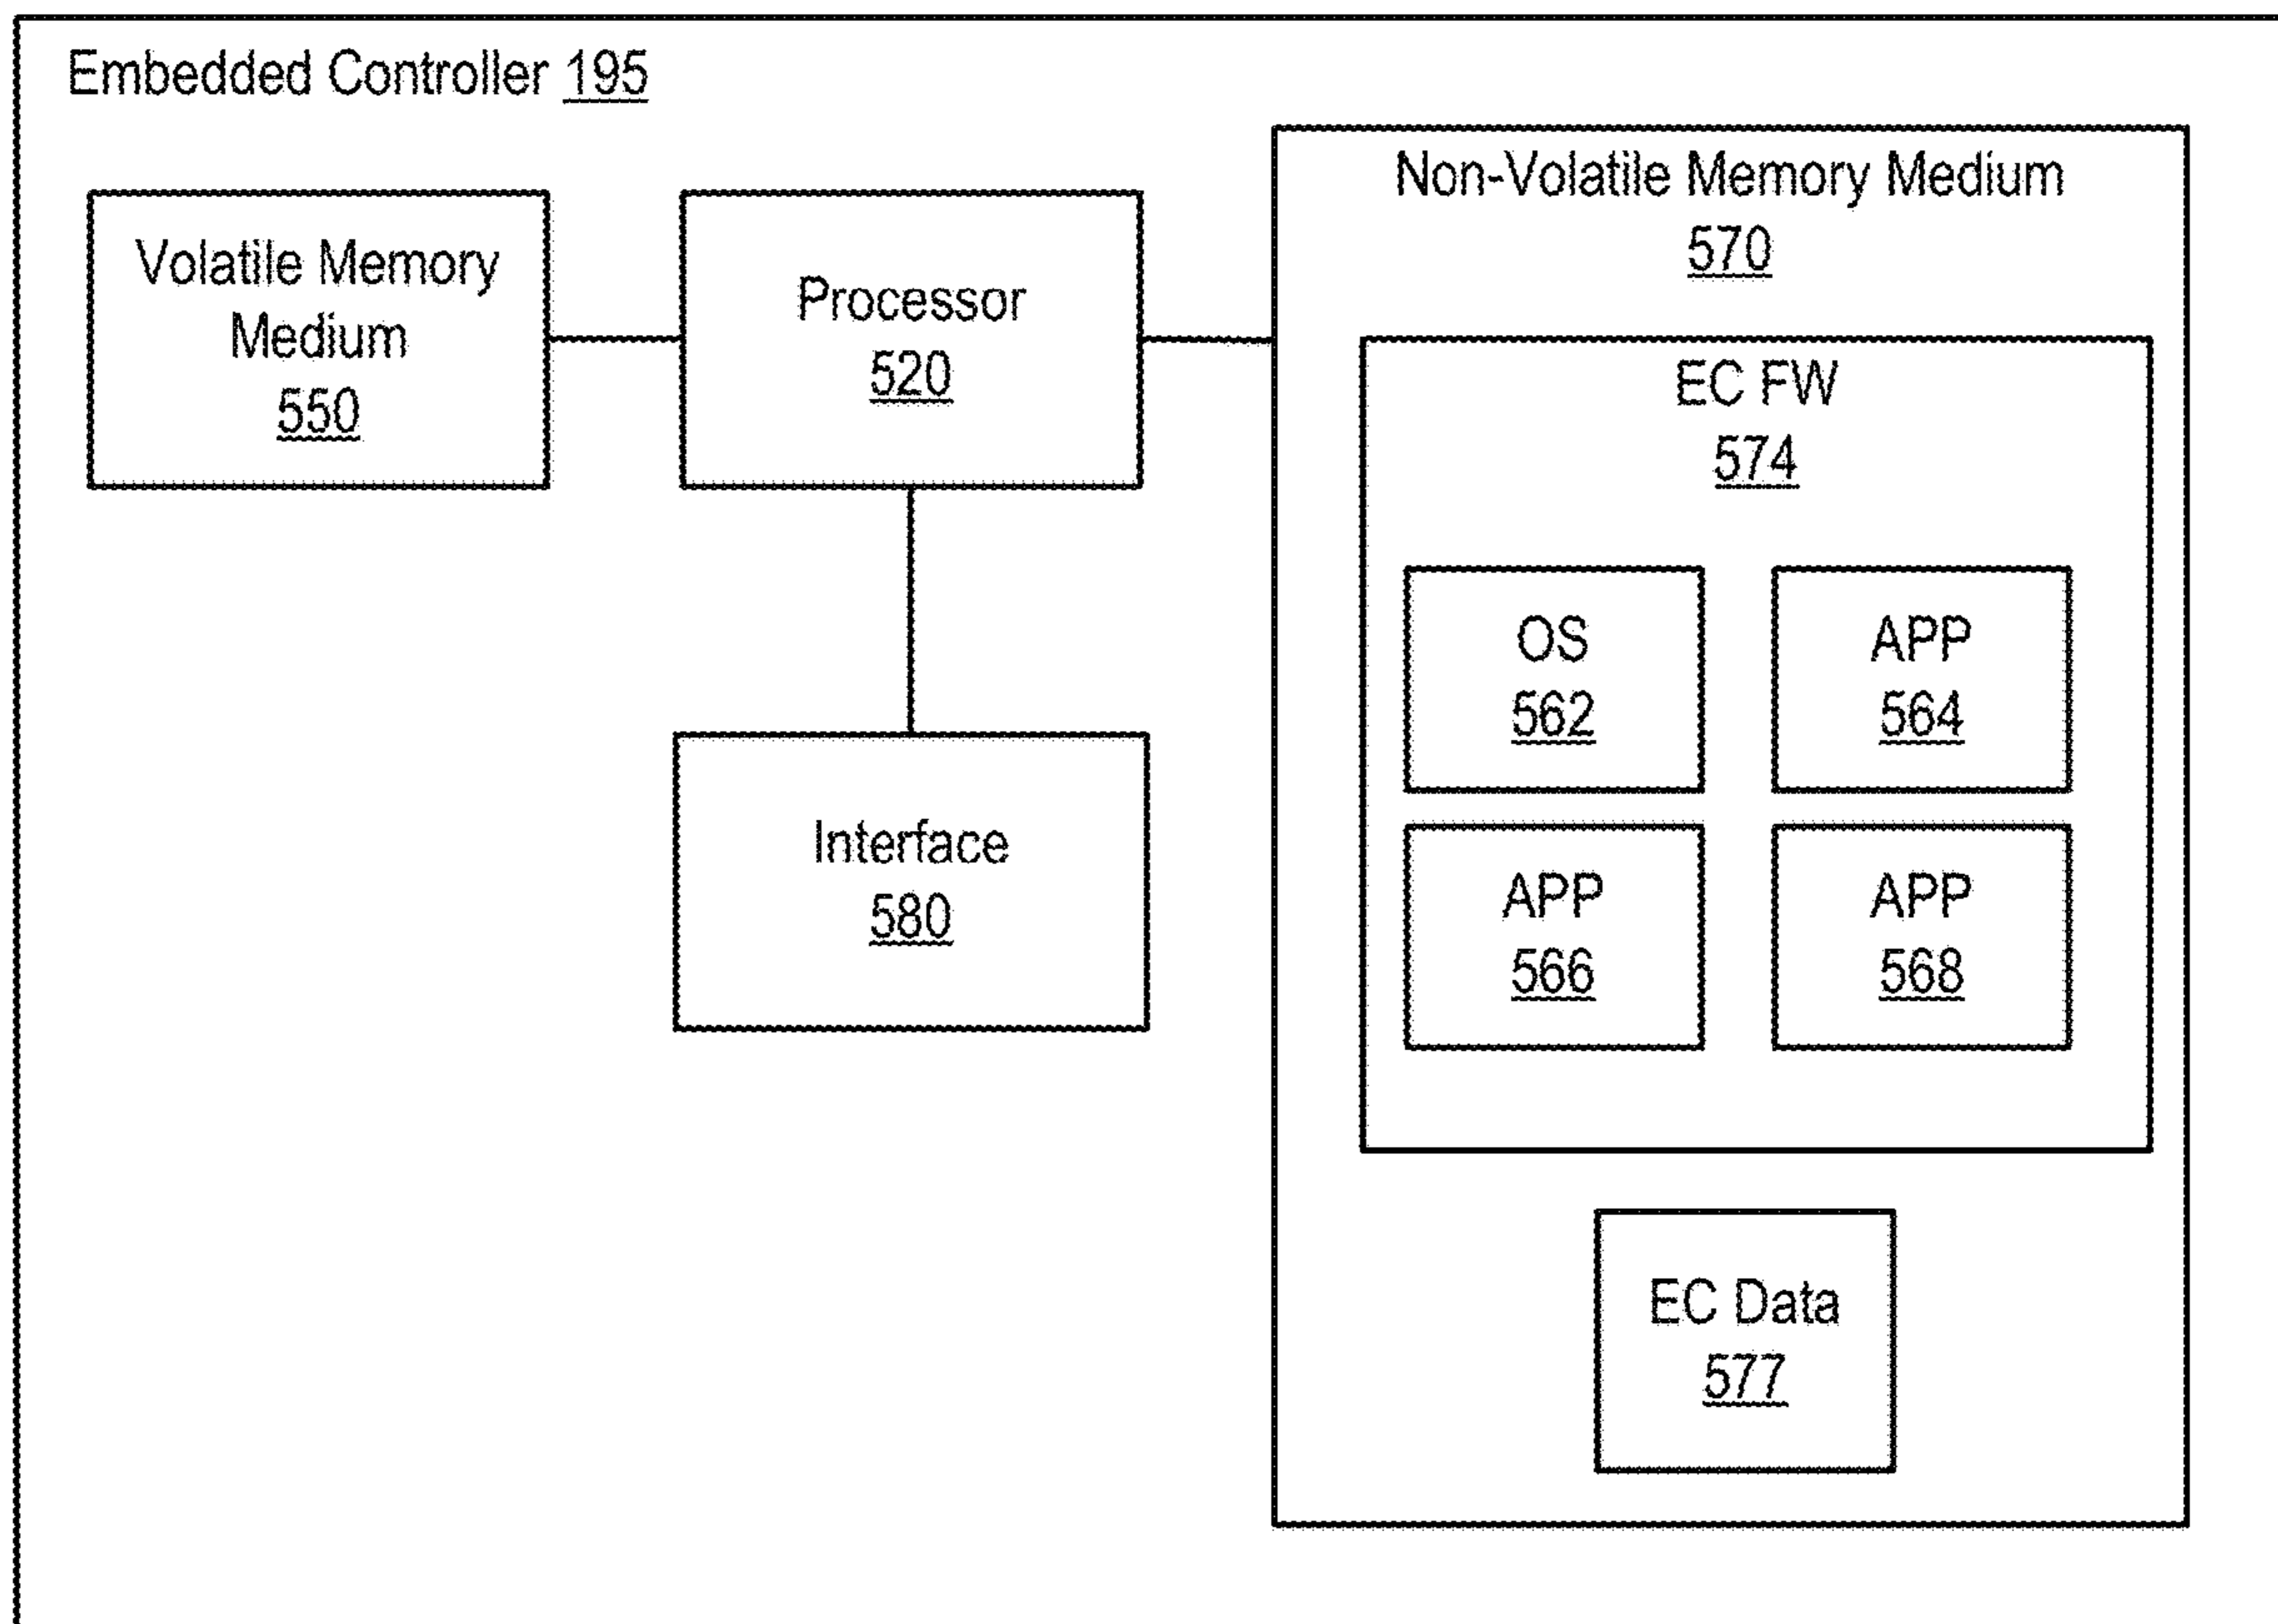 Embedded Controller 195
Volatile Memory
Medium
550
Processor
520
Interface
580
Non-Volatile Memory Medium
570
EC FW
574
OS
562
APP
564
APP
566
APP
568
EC Data
577